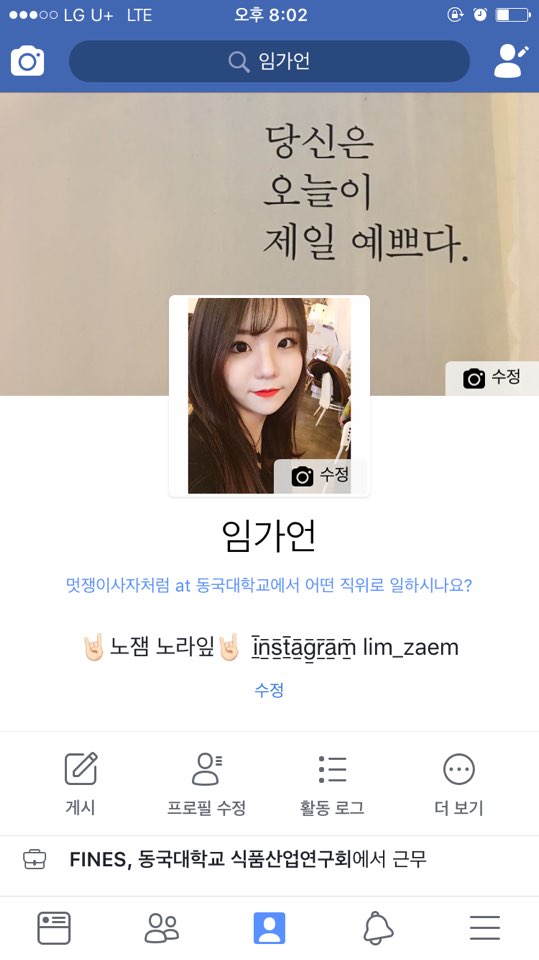 LG U+ LTE 오후 8:02
임가언
당신은
오늘이
제일 예쁘다.
수정
수정
임가언
멋쟁이사자처럼 at 동국대학교에서 어떤 직위로 일하시나요?
🤘🏻노잼 노라잎🤘🏻 i̲̅n̲̅s̲̅t̲̅a̲̅g̲̅r̲̅a̲̅m̲̅ lim_zaem
수정
게시 프로필 수정 활동 로그 더 보기
FINES, 동국대학교 식품산업연구회에서 근무